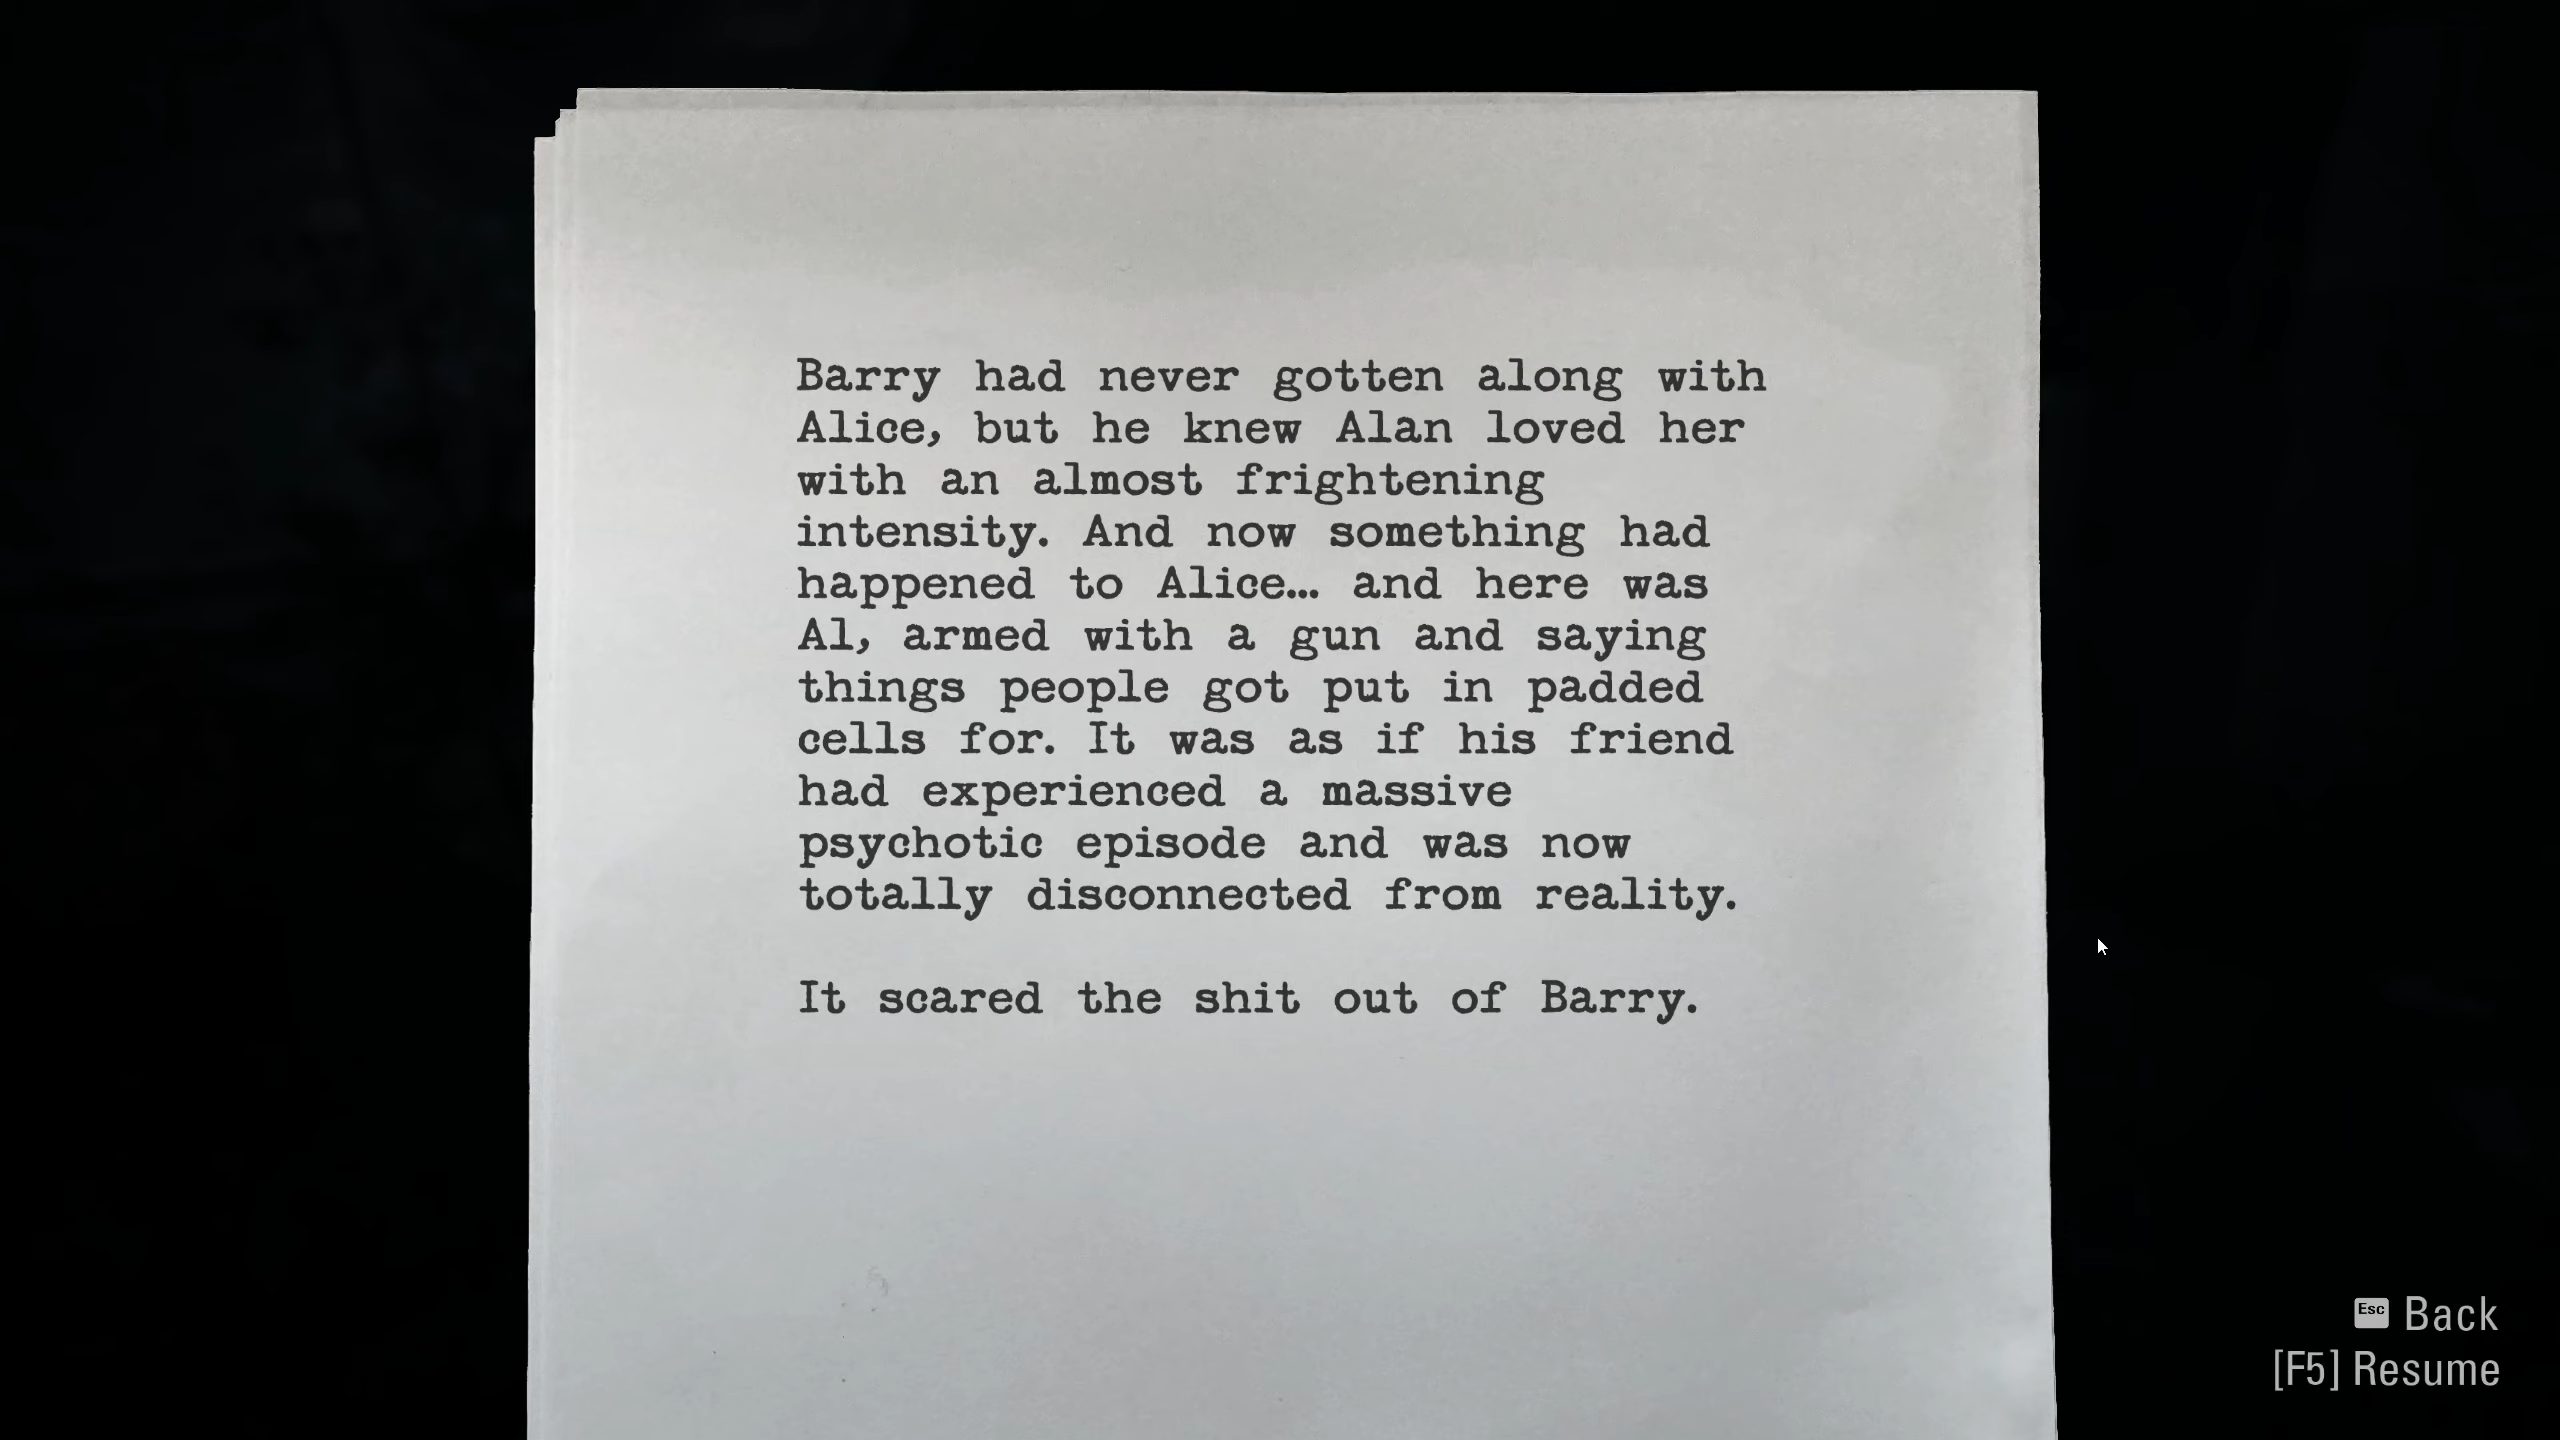 Barry had never gotten along with
Alice, but he knew Alan loved her
with an almost frightening
intensity. And now something had
happened to Alice… and here was
Al, armed with a gun and saying
things people got put in padded
cells for. It was as if his friend
had experienced a massive
psychotic episode and was now
totally disconnected from reality.
It scared the shit out of Barry.
Esc Back
[F5] Resume